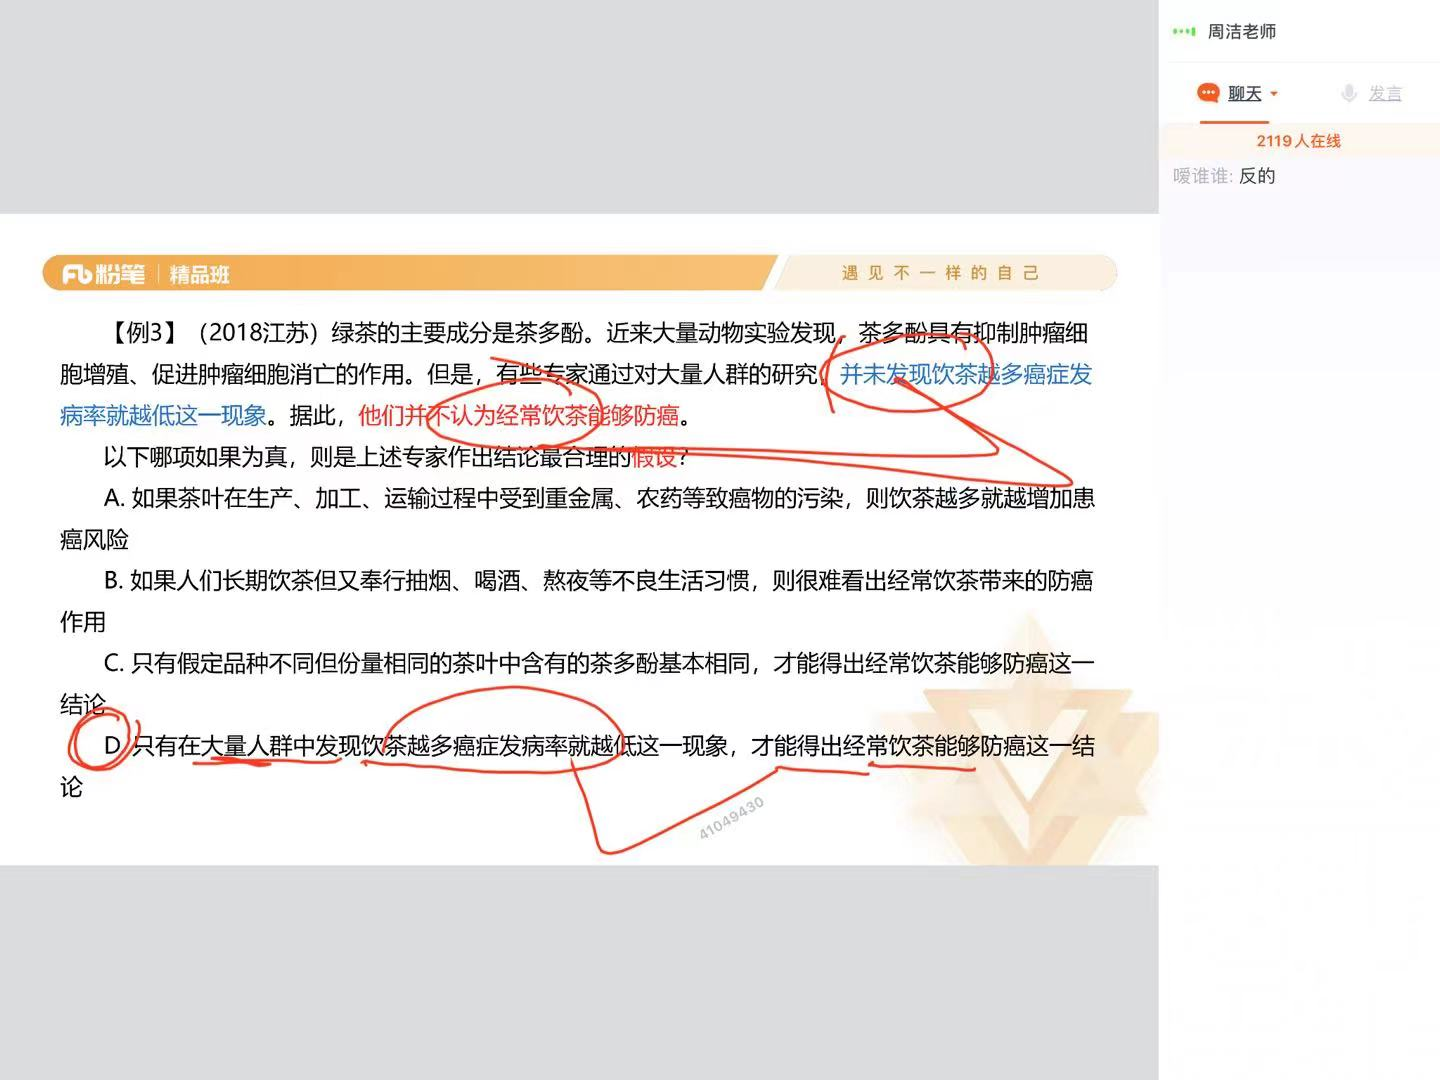 周洁老师
聊天
发言
2119人在线
嗳谁谁: 反的
粉笔 精品班
遇见不一样的自己
【例3】（2018江苏）绿茶的主要成分是茶多酚。近来大量动物实验发现，茶多酚具有抑制肿瘤细
胞增殖、促进肿瘤细胞消亡的作用。但是，有些专家通过对大量人群的研究，并未发现饮茶越多癌症发
病率就越低这一现象。据此，他们并不认为经常饮茶能够防癌。
以下哪项如果为真，则是上述专家作出结论最合理的假设？
A. 如果茶叶在生产、加工、运输过程中受到重金属、农药等致癌物的污染，则饮茶越多就越增加患
癌风险
B. 如果人们长期饮茶但又奉行抽烟、喝酒、熬夜等不良生活习惯，则很难看出经常饮茶带来的防癌
作用
C. 只有假定品种不同但份量相同的茶叶中含有的茶多酚基本相同，才能得出经常饮茶能够防癌这一
结论
D. 只有在大量人群中发现饮茶越多癌症发病率就越低这一现象，才能得出经常饮茶能够防癌这一结
论
41049430